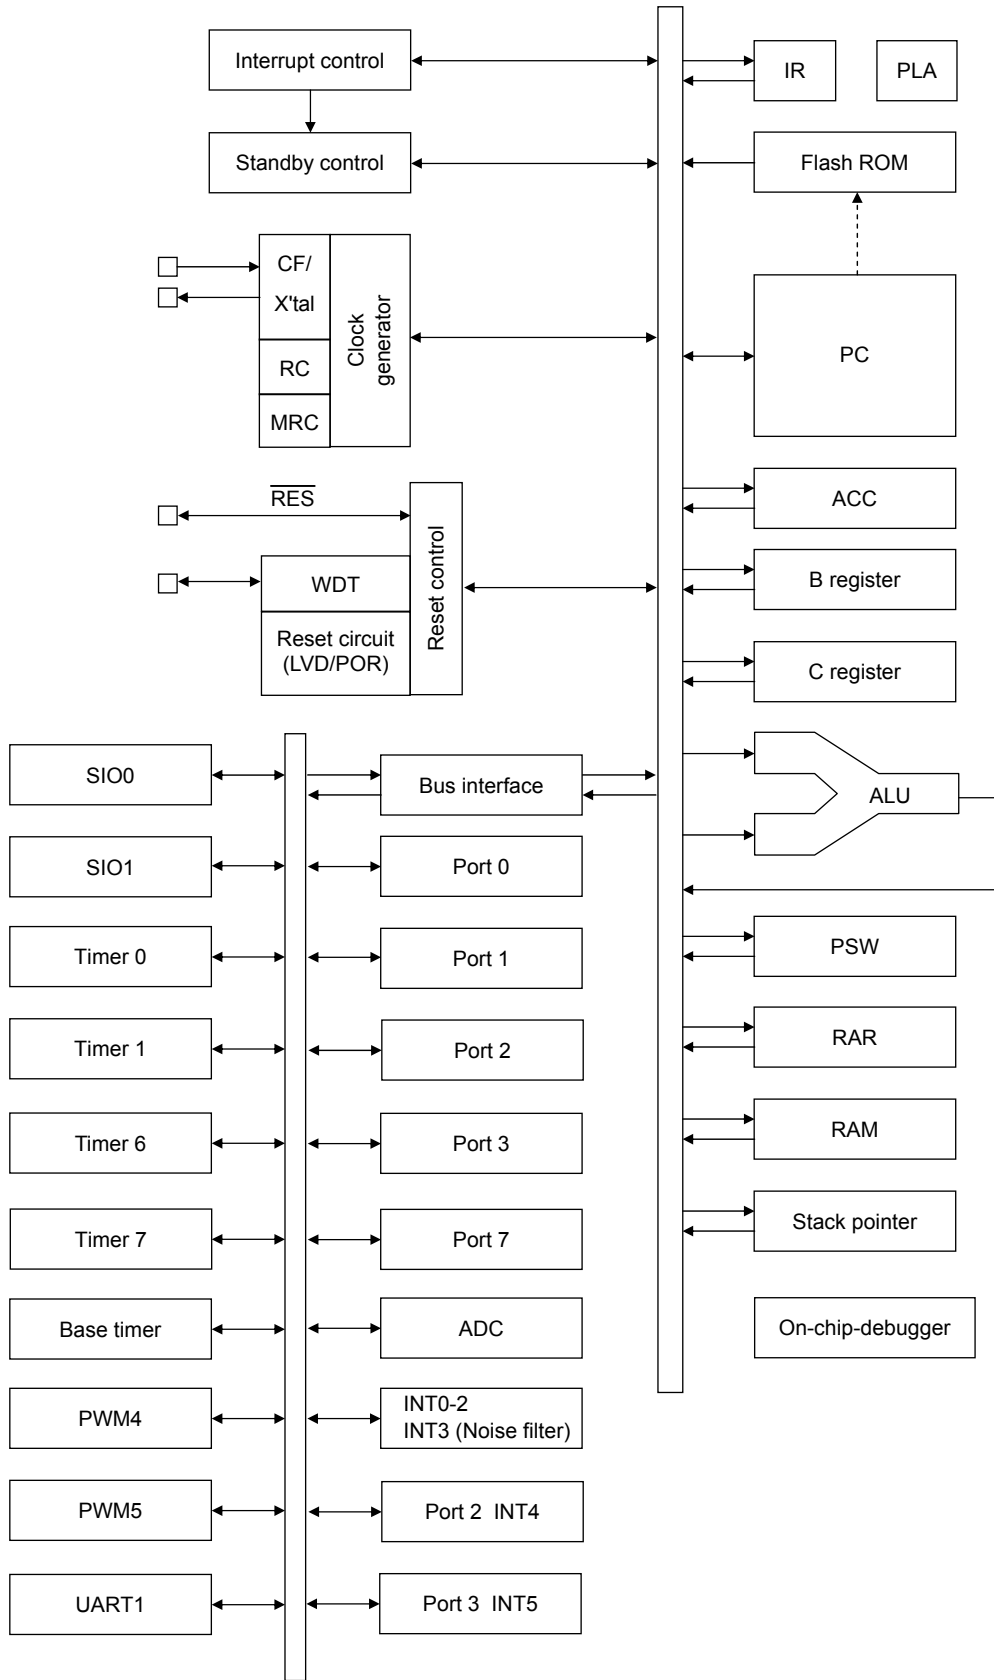 Interrupt control
IR
PLA
Standby control
Flash ROM
CF/
X'tal
Clock
generator
RC
MRC
PC
RES
Reset control
ACC
WDT
B register
Reset circuit
(LVD/POR)
C register
SIO0
Bus interface
ALU
SIO1
Port 0
Timer 0
Port 1
PSW
Timer 1
Port 2
RAR
Timer 6
Port 3
RAM
Timer 7
Port 7
Stack pointer
Base timer
ADC
On-chip-debugger
PWM4
INT0-2
INT3 (Noise filter)
PWM5
Port 2 INT4
UART1
Port 3 INT5